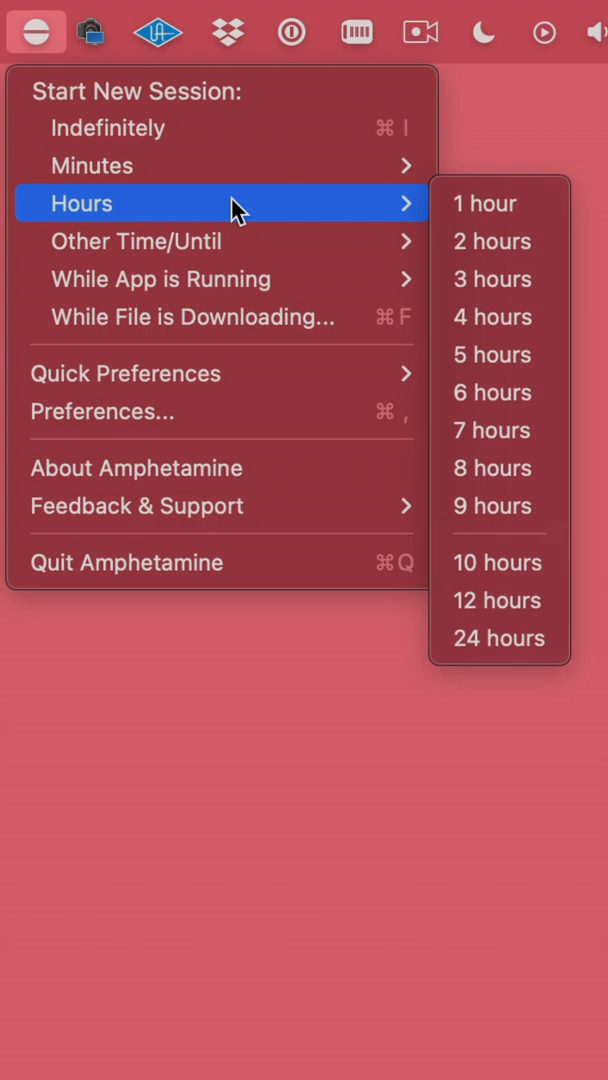 Start New Session:
Indefinitely ⌘ I
Minutes
Hours
Other Time/Until
While App is Running
While File is Downloading... ⌘ F
Quick Preferences
Preferences... ⌘ ,
About Amphetamine
Feedback & Support
Quit Amphetamine ⌘ Q
1 hour
2 hours
3 hours
4 hours
5 hours
6 hours
7 hours
8 hours
9 hours
10 hours
12 hours
24 hours